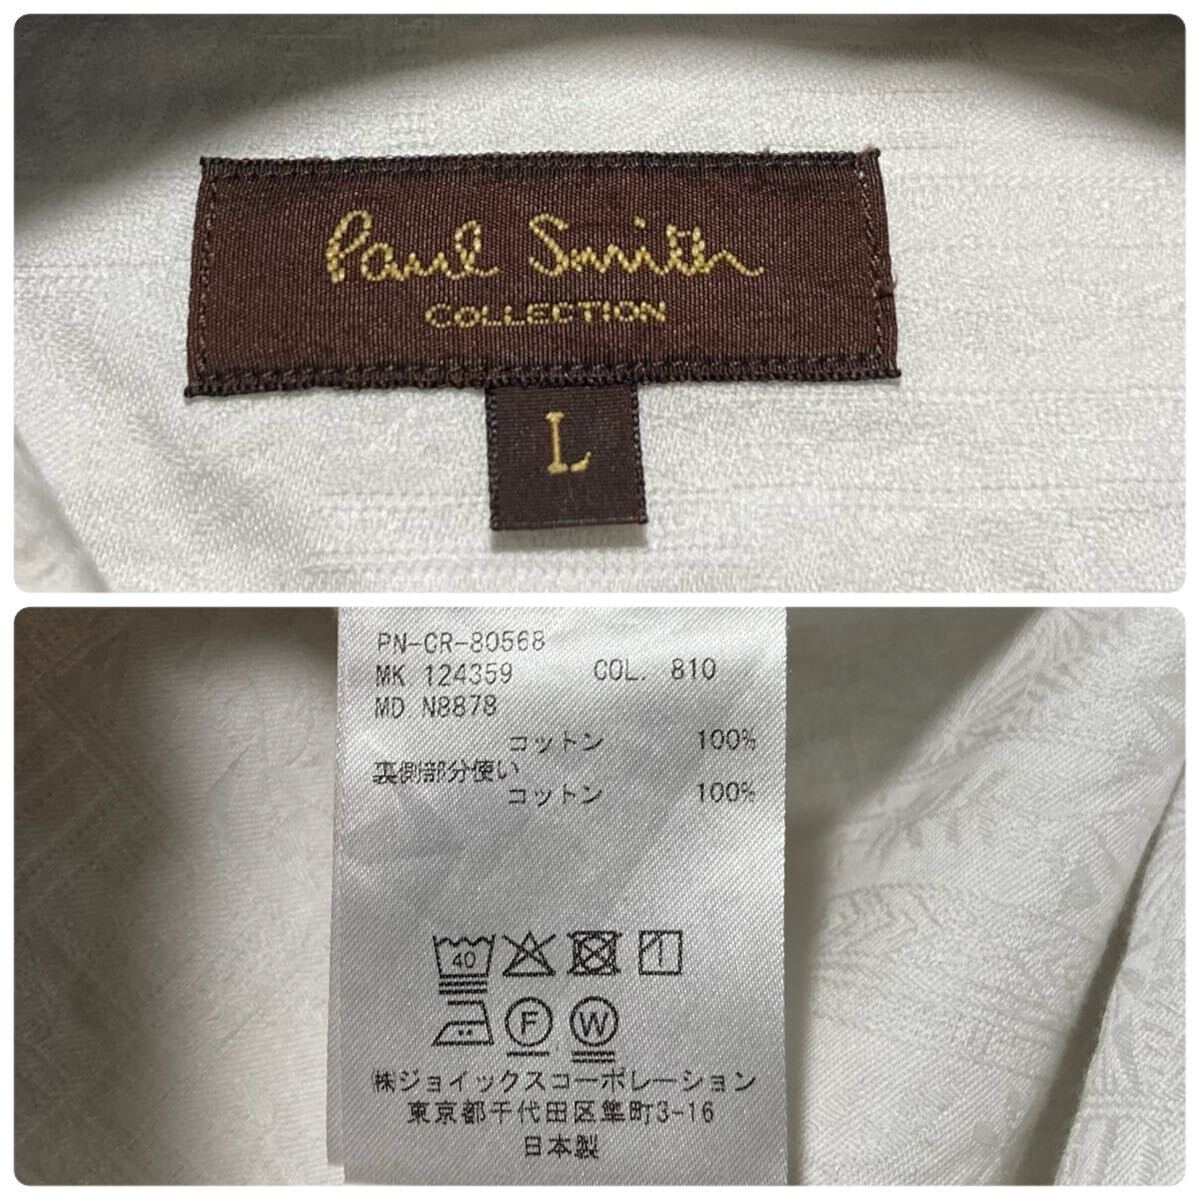 Paul Smith
COLLECTION
L
PN-CR-80568
MK 124359 COL. 810
MD N8878
コットン 100%
裏側部分使い
コットン 100%
40
F W
㈱ジョイックスコーポレーション
東京都千代田区隼町3-16
日本製